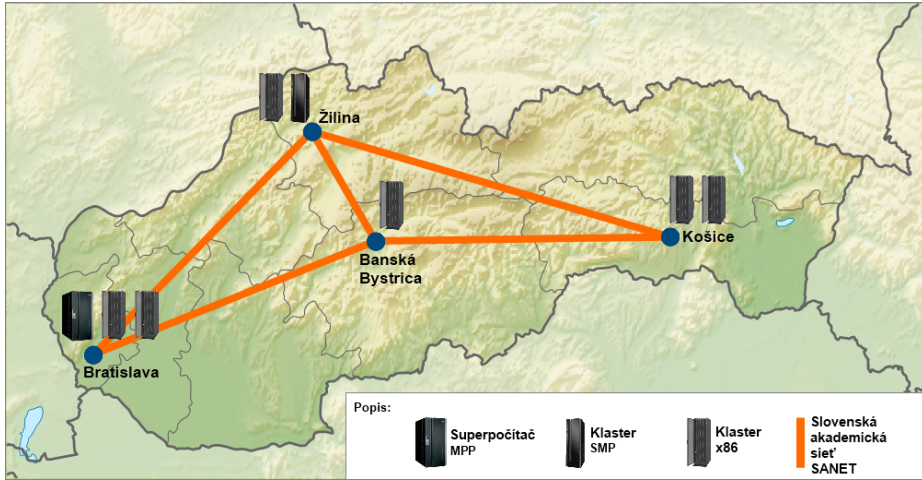 Žilina
Košice
Banská
Bystrica
Bratislava
Popis:
Superpočítač
MPP
Klaster
SMP
Klaster
x86
Slovenská
akademická
sieť
SANET